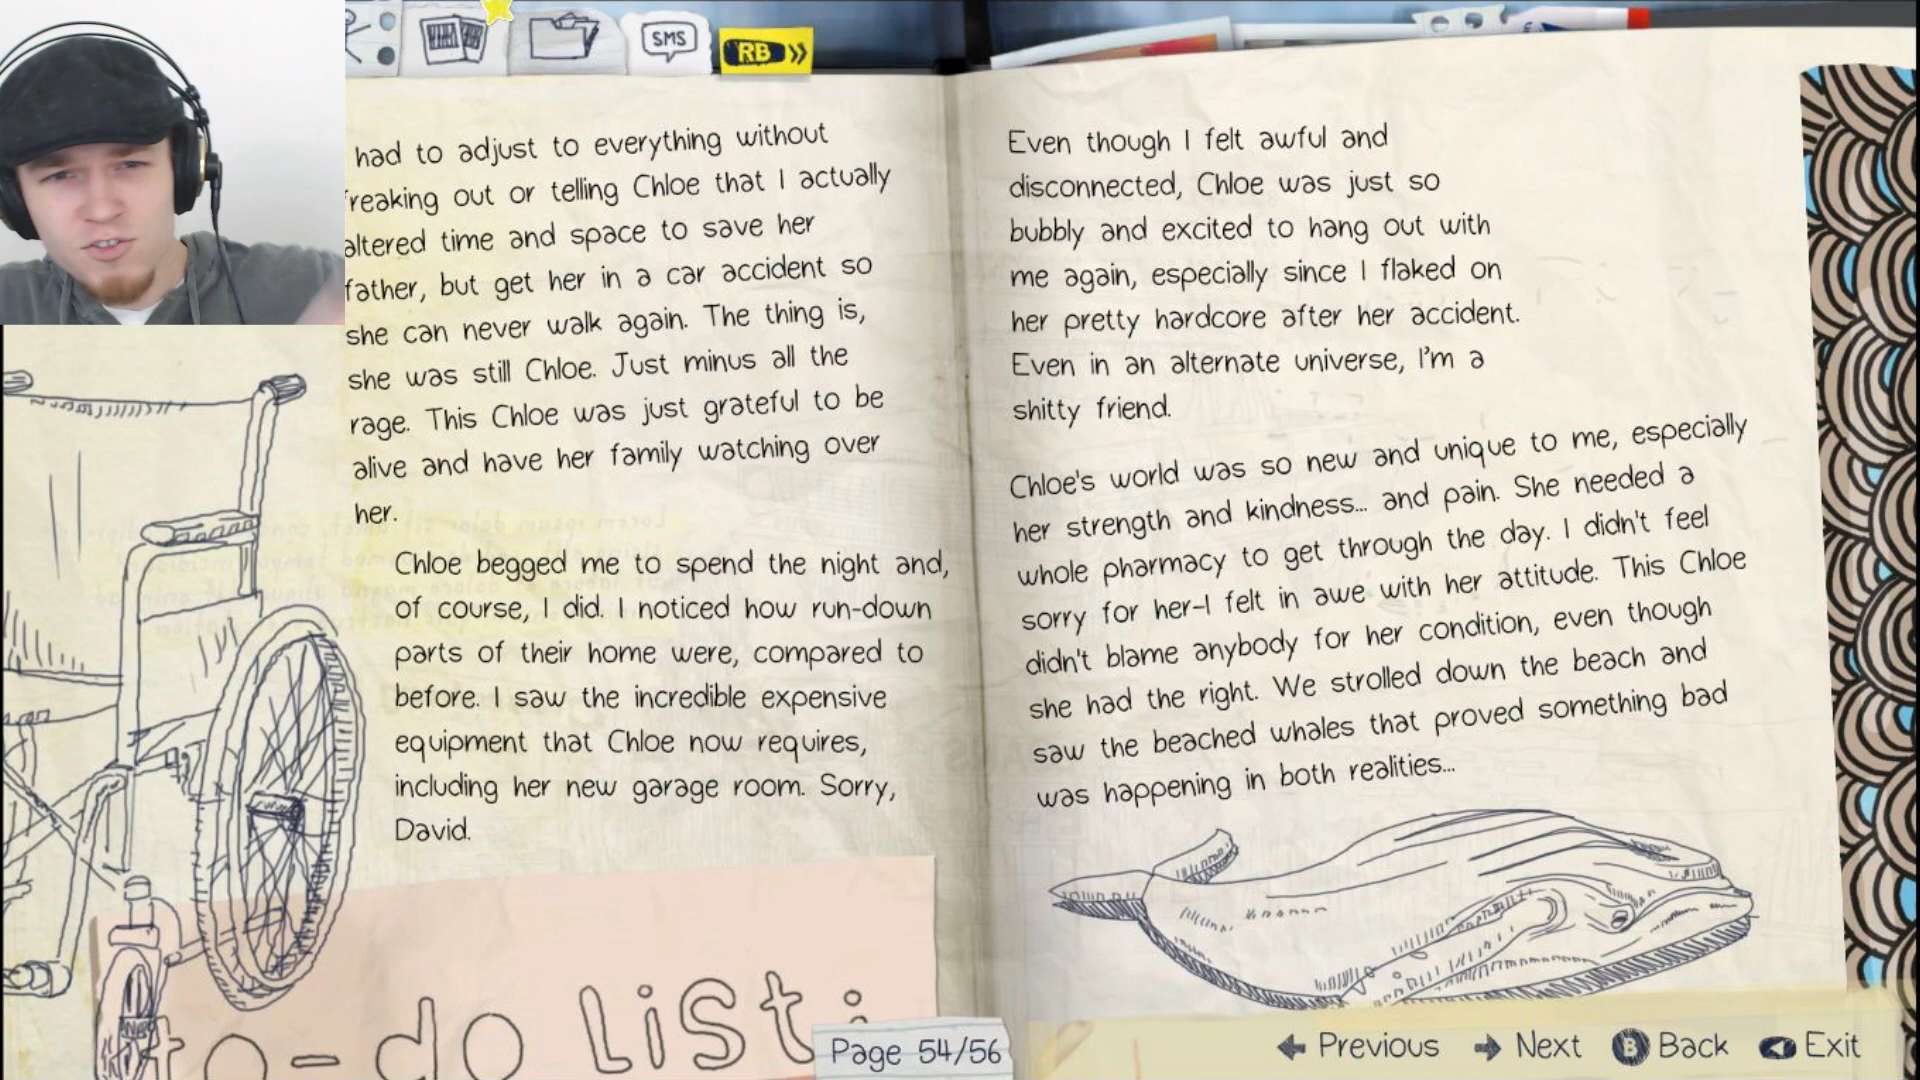 SMS
RB
had to adjust to everything without
reaking out or telling Chloe that I actually
altered time and space to save her
father, but get her in a car accident so
she can never walk again. The thing is,
she was still Chloe. Just minus all the
rage. This Chloe was just grateful to be
alive and have her family watching over
her.
Chloe begged me to spend the night and,
of course, I did. I noticed how run-down
parts of their home were, compared to
before. I saw the incredible expensive
equipment that Chloe now requires,
including her new garage room. Sorry,
David.
to-do LiSt:
Even though I felt awful and
disconnected, Chloe was just so
bubbly and excited to hang out with
me again, especially since I flaked on
her pretty hardcore after her accident.
Even in an alternate universe, I'm a
shitty friend.
Chloe's world was so new and unique to me, especially
her strength and kindness... and pain. She needed a
whole pharmacy to get through the day. I didn't feel
sorry for her-I felt in awe with her attitude. This Chloe
didn't blame anybody for her condition, even though
she had the right. We strolled down the beach and
saw the beached whales that proved something bad
was happening in both realities...
Page 54/56
Previous Next B Back Exit